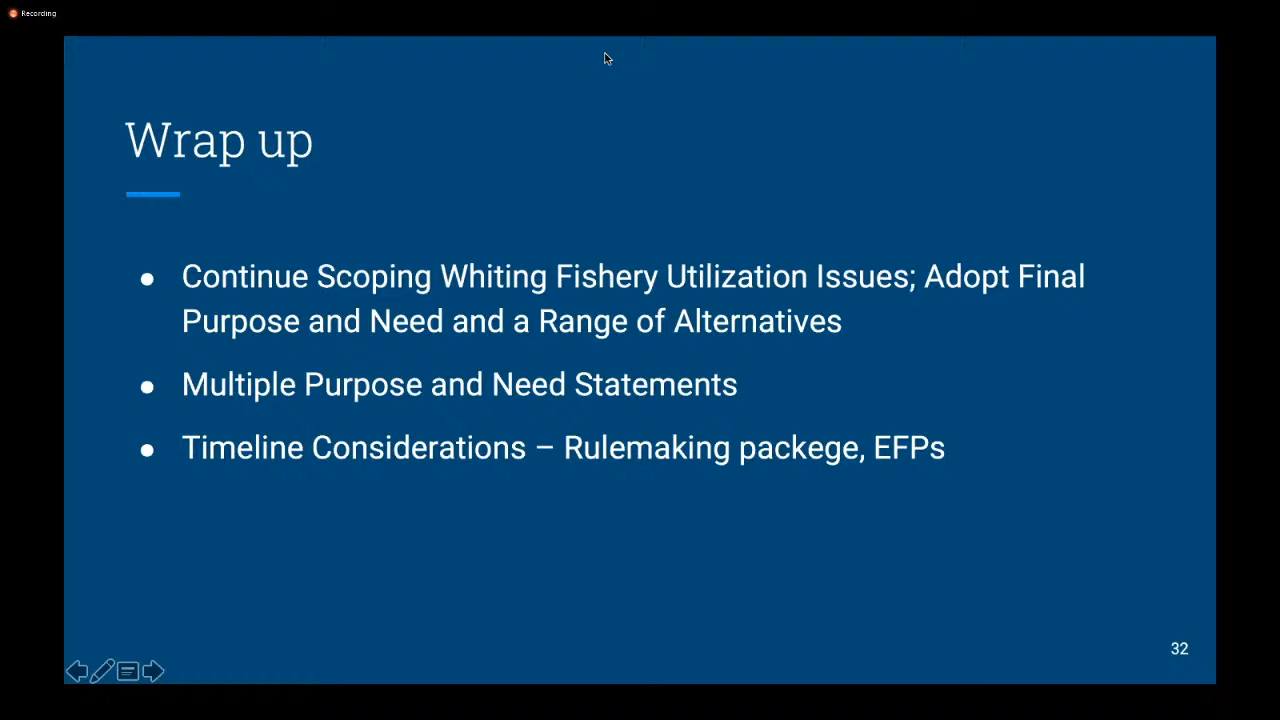 Recording
Wrap up
● Continue Scoping Whiting Fishery Utilization Issues; Adopt Final
Purpose and Need and a Range of Alternatives
● Multiple Purpose and Need Statements
● Timeline Considerations – Rulemaking packege, EFPs
32